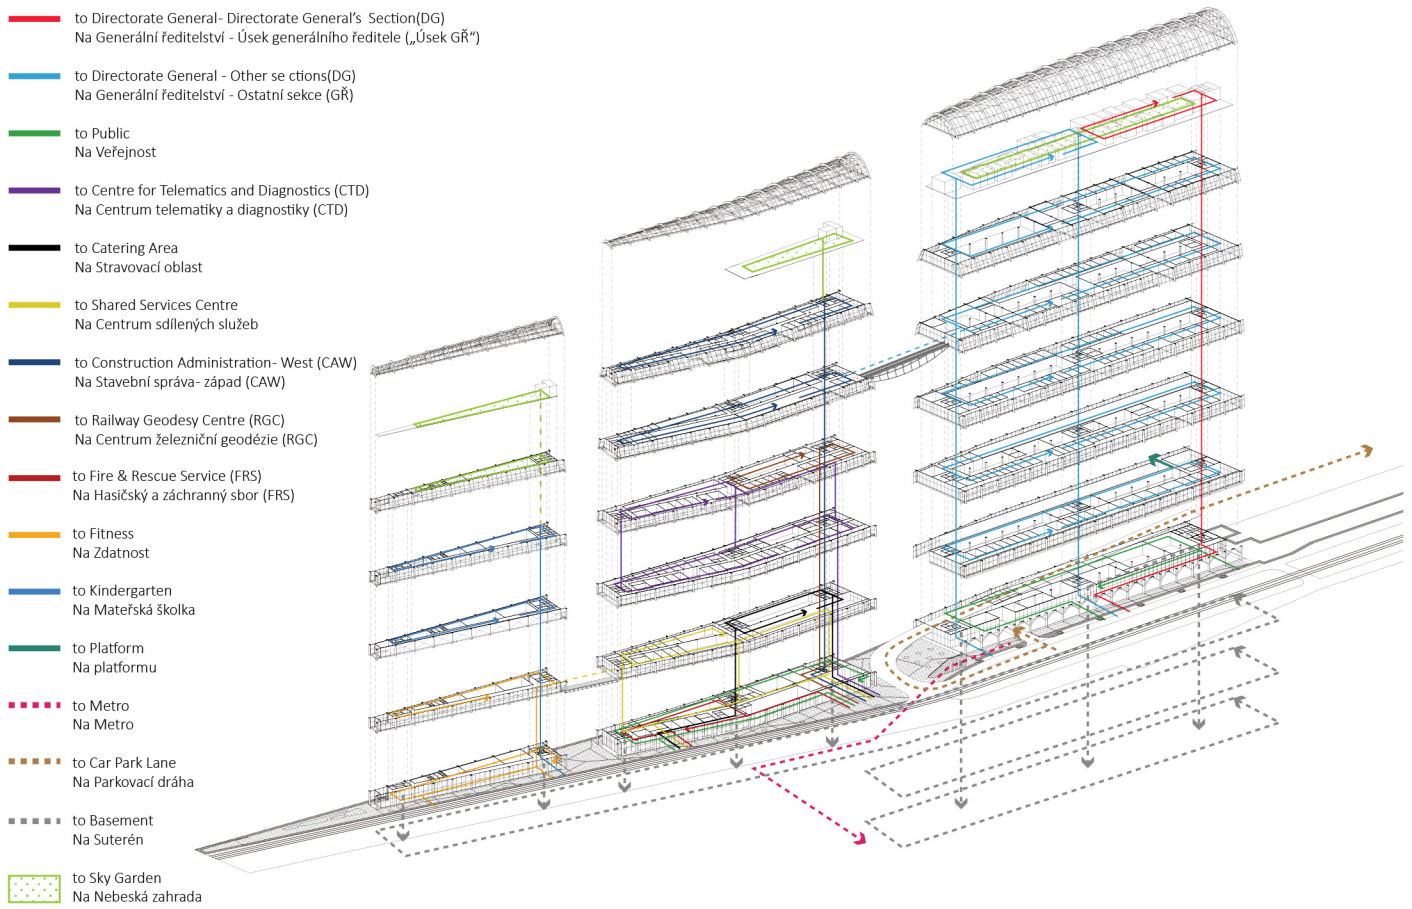 to Directorate General- Directorate General's Section(DG)
Na Generální ředitelství - Úsek generálního ředitele („Úsek GŘ“)
to Directorate General - Other se ctions(DG)
Na Generální ředitelství - Ostatní sekce (GŘ)
to Public
Na Veřejnost
to Centre for Telematics and Diagnostics (CTD)
Na Centrum telematiky a diagnostiky (CTD)
to Catering Area
Na Stravovací oblast
to Shared Services Centre
Na Centrum sdílených služeb
to Construction Administration- West (CAW)
Na Stavební správa- západ (CAW)
to Railway Geodesy Centre (RGC)
Na Centrum železniční geodézie (RGC)
to Fire & Rescue Service (FRS)
Na Hasičský a záchranný sbor (FRS)
to Fitness
Na Zdatnost
to Kindergarten
Na Mateřská školka
to Platform
Na platformu
to Metro
Na Metro
to Car Park Lane
Na Parkovací dráha
to Basement
Na Suterén
to Sky Garden
Na Nebeská zahrada